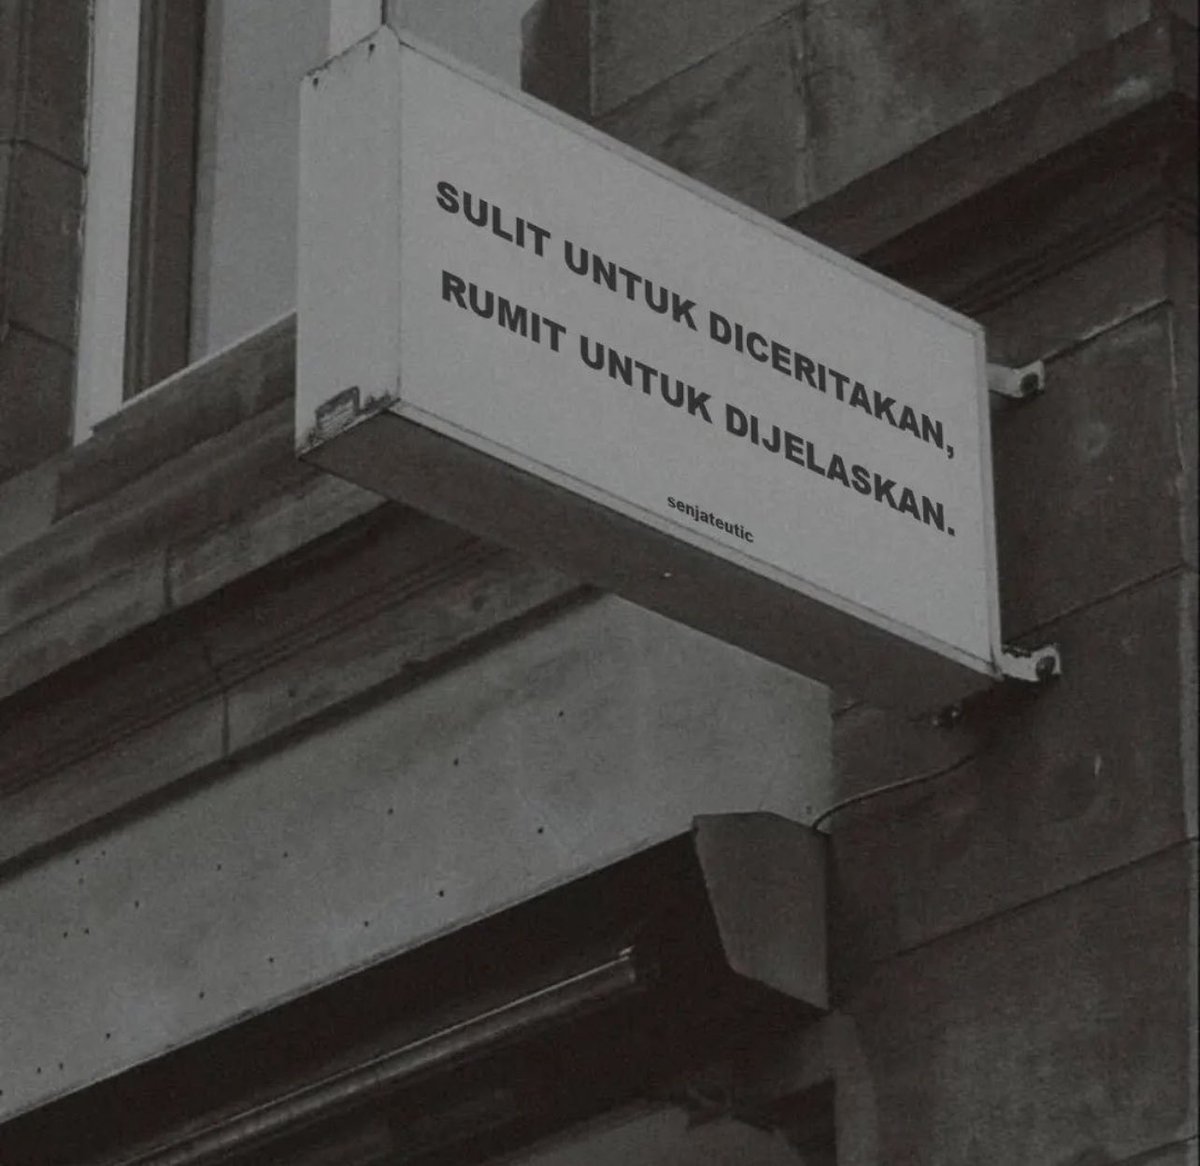 SULIT UNTUK DICERITAKAN,
RUMIT UNTUK DIJELASKAN.
senjateutic